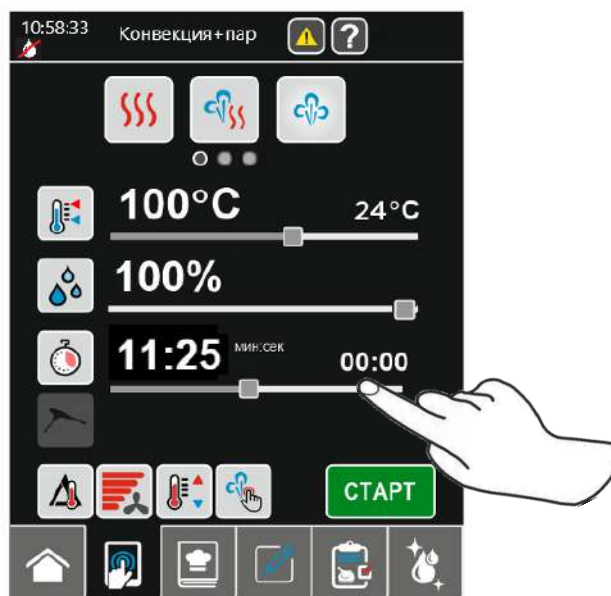 10:58:33 Конвекция+пар ?
100°C 24°C
100%
11:25 мин:сек 00:00
СТАРТ